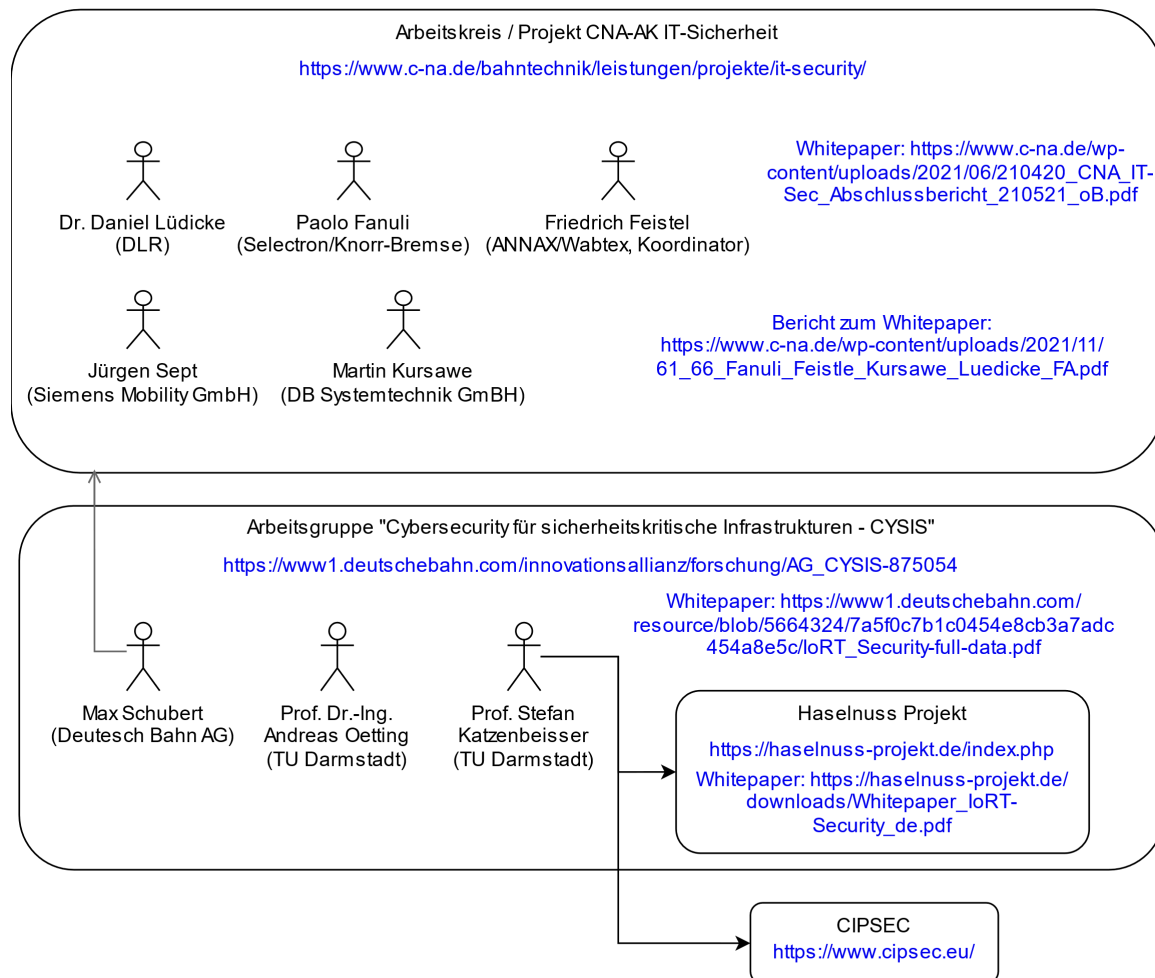 Arbeitskreis / Projekt CNA-AK IT-Sicherheit
https://www.c-na.de/bahntechnik/leistungen/projekte/it-security/
Whitepaper: https://www.c-na.de/wp-
content/uploads/2021/06/210420_CNA_IT-
Sec_Abschlussbericht_210521_oB.pdf
Dr. Daniel Lüdicke
(DLR)
Paolo Fanuli
(Selectron/Knorr-Bremse)
Friedrich Feistel
(ANNAX/Wabtex, Koordinator)
Bericht zum Whitepaper:
https://www.c-na.de/wp-content/uploads/2021/11/
61_66_Fanuli_Feistle_Kursawe_Luedicke_FA.pdf
Jürgen Sept
(Siemens Mobility GmbH)
Martin Kursawe
(DB Systemtechnik GmBH)
Arbeitsgruppe "Cybersecurity für sicherheitskritische Infrastrukturen - CYSIS"
https://www1.deutschebahn.com/innovationsallianz/forschung/AG_CYSIS-875054
Whitepaper: https://www1.deutschebahn.com/
resource/blob/5664324/7a5f0c7b1c0454e8cb3a7adc
454a8e5c/IoRT_Security-full-data.pdf
Max Schubert
(Deutesch Bahn AG)
Prof. Dr.-Ing.
Andreas Oetting
(TU Darmstadt)
Prof. Stefan
Katzenbeisser
(TU Darmstadt)
Haselnuss Projekt
https://haselnuss-projekt.de/index.php
Whitepaper: https://haselnuss-projekt.de/
downloads/Whitepaper_IoRT-
Security_de.pdf
CIPSEC
https://www.cipsec.eu/